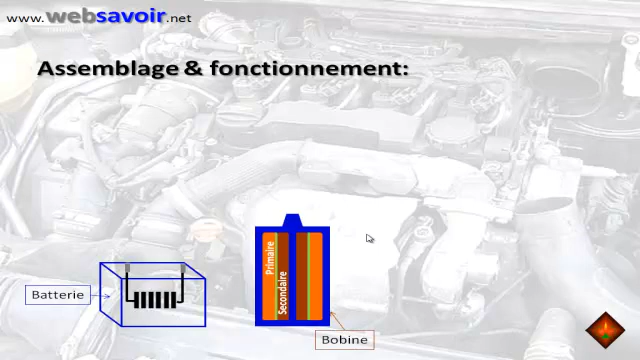 www.websavoir.net
Assemblage & fonctionnement:
Primaire
Secondaire
Batterie
Bobine